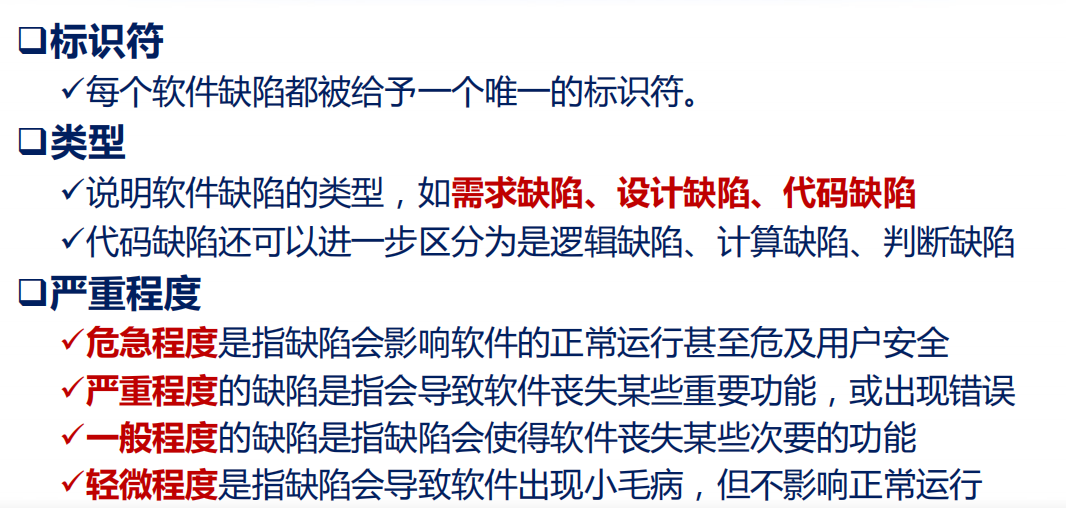 ❑标识符
✓每个软件缺陷都被给予一个唯一的标识符。
❑类型
✓说明软件缺陷的类型，如需求缺陷、设计缺陷、代码缺陷
✓代码缺陷还可以进一步区分为是逻辑缺陷、计算缺陷、判断缺陷
❑严重程度
✓危急程度是指缺陷会影响软件的正常运行甚至危及用户安全
✓严重程度的缺陷是指会导致软件丧失某些重要功能，或出现错误
✓一般程度的缺陷是指缺陷会使得软件丧失某些次要的功能
✓轻微程度是指缺陷会导致软件出现小毛病，但不影响正常运行